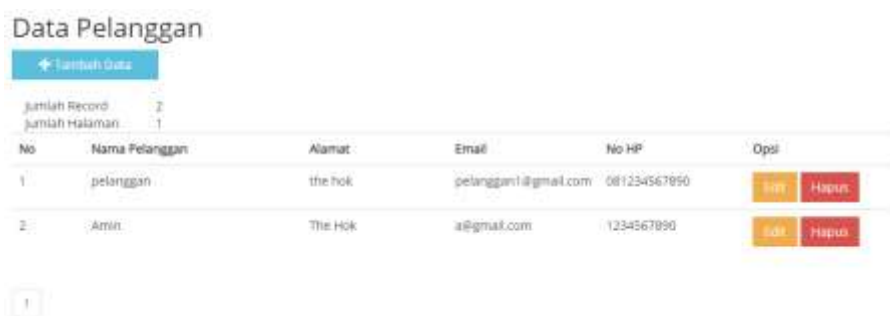 Data Pelanggan
Tambah Data
Jumlah Record 2
Jumlah Halaman 1
No Nama Pelanggan Alamat Email No HP Opsi
1 pelanggan the hok pelanggan1@gmail.com 081234567890 Edit Hapus
2 Amin The Hok a@gmail.com 1234567890 Edit Hapus
1